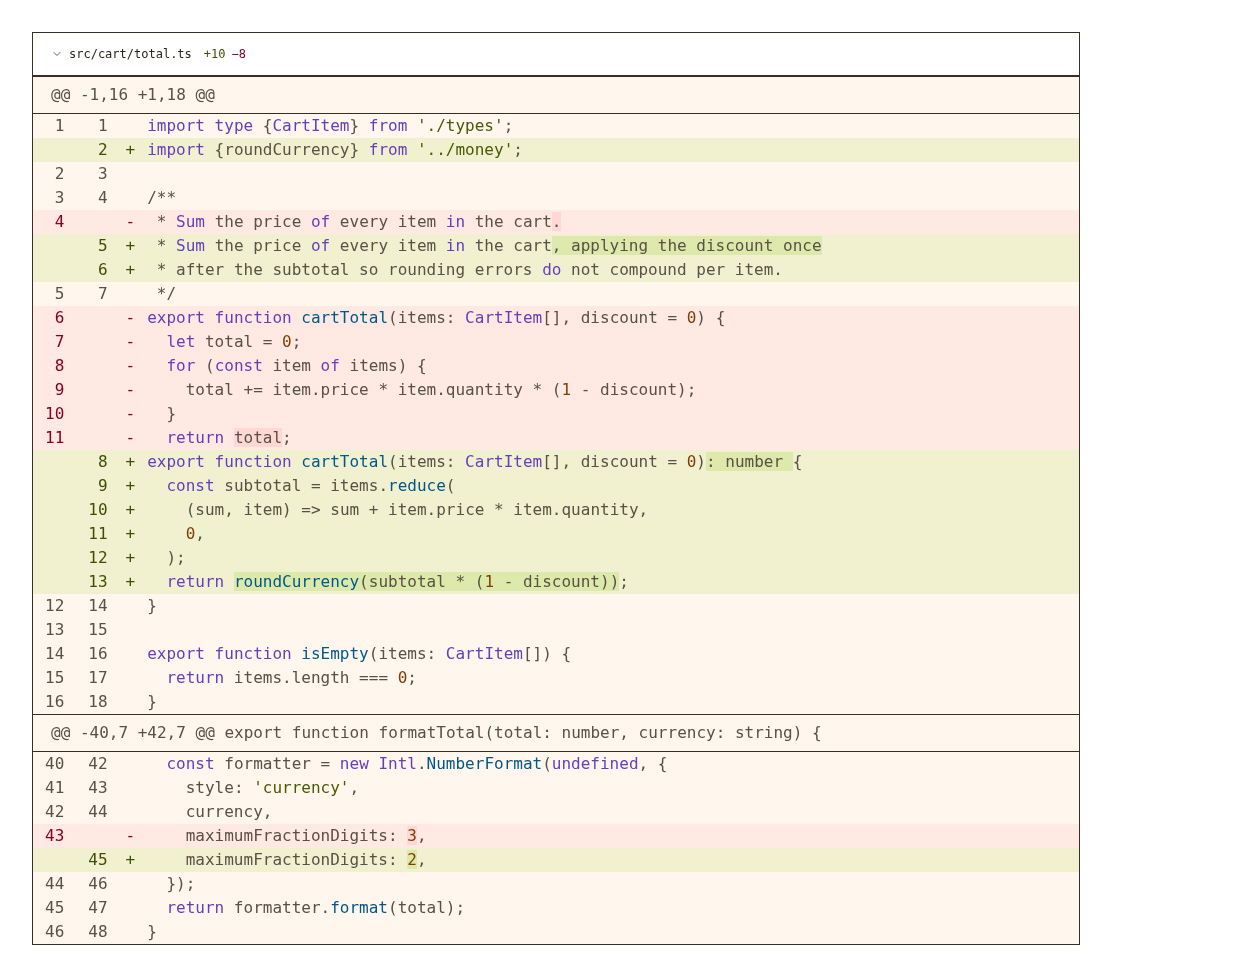 src/cart/total.ts +10 −8
@@ -1,16 +1,18 @@
1 1 import type {CartItem} from './types';
2 + import {roundCurrency} from '../money';
2 3
3 4 /**
4 - * Sum the price of every item in the cart.
5 + * Sum the price of every item in the cart, applying the discount once
6 + * after the subtotal so rounding errors do not compound per item.
5 7 */
6 - export function cartTotal(items: CartItem[], discount = 0) {
7 - let total = 0;
8 - for (const item of items) {
9 - total += item.price * item.quantity * (1 - discount);
10 - }
11 - return total;
8 + export function cartTotal(items: CartItem[], discount = 0): number {
9 + const subtotal = items.reduce(
10 + (sum, item) => sum + item.price * item.quantity,
11 + 0,
12 + );
13 + return roundCurrency(subtotal * (1 - discount));
12 14 }
13 15
14 16 export function isEmpty(items: CartItem[]) {
15 17 return items.length === 0;
16 18 }
@@ -40,7 +42,7 @@ export function formatTotal(total: number, currency: string) {
40 42 const formatter = new Intl.NumberFormat(undefined, {
41 43 style: 'currency',
42 44 currency,
43 - maximumFractionDigits: 3,
45 + maximumFractionDigits: 2,
44 46 });
45 47 return formatter.format(total);
46 48 }